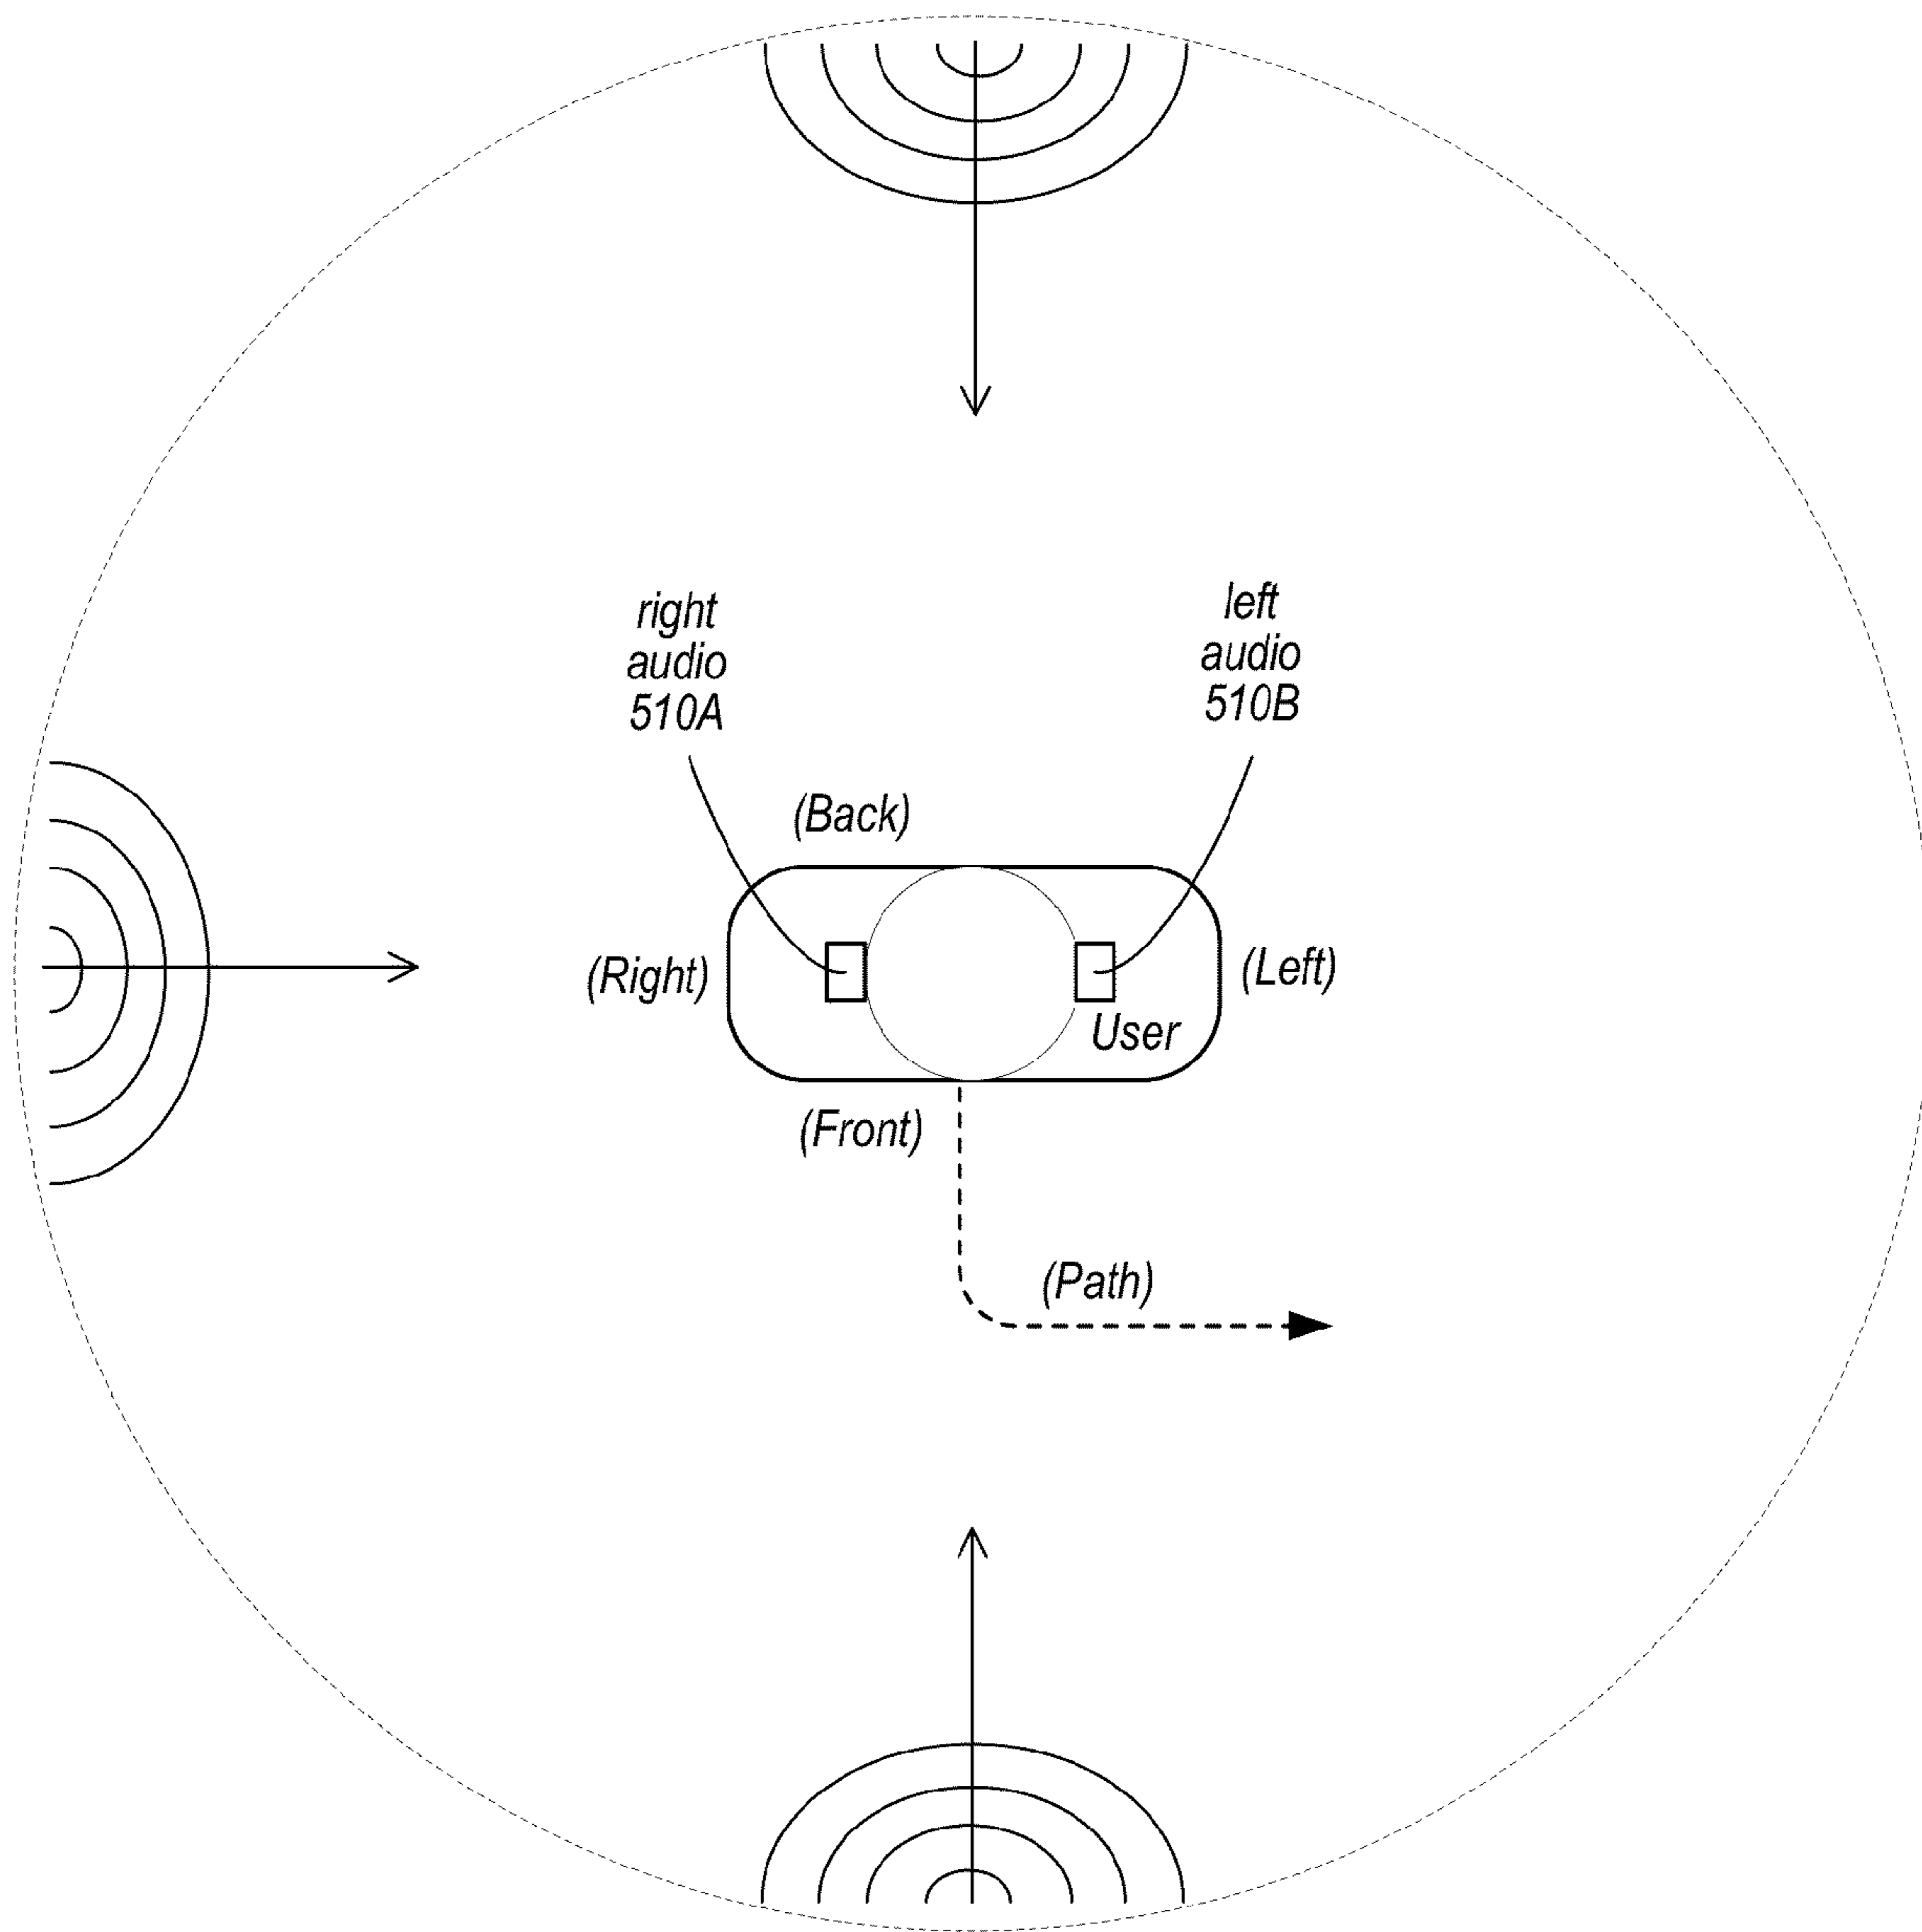 right
audio
510A
left
audio
510B
(Back)
(Right)
(Left)
User
(Front)
(Path)